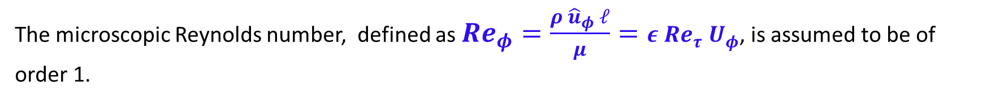 The microscopic Reynolds number, defined as Re_ϕ = (ρ û_ϕ ℓ)/μ = ϵ Re_τ U_ϕ, is assumed to be of
order 1.